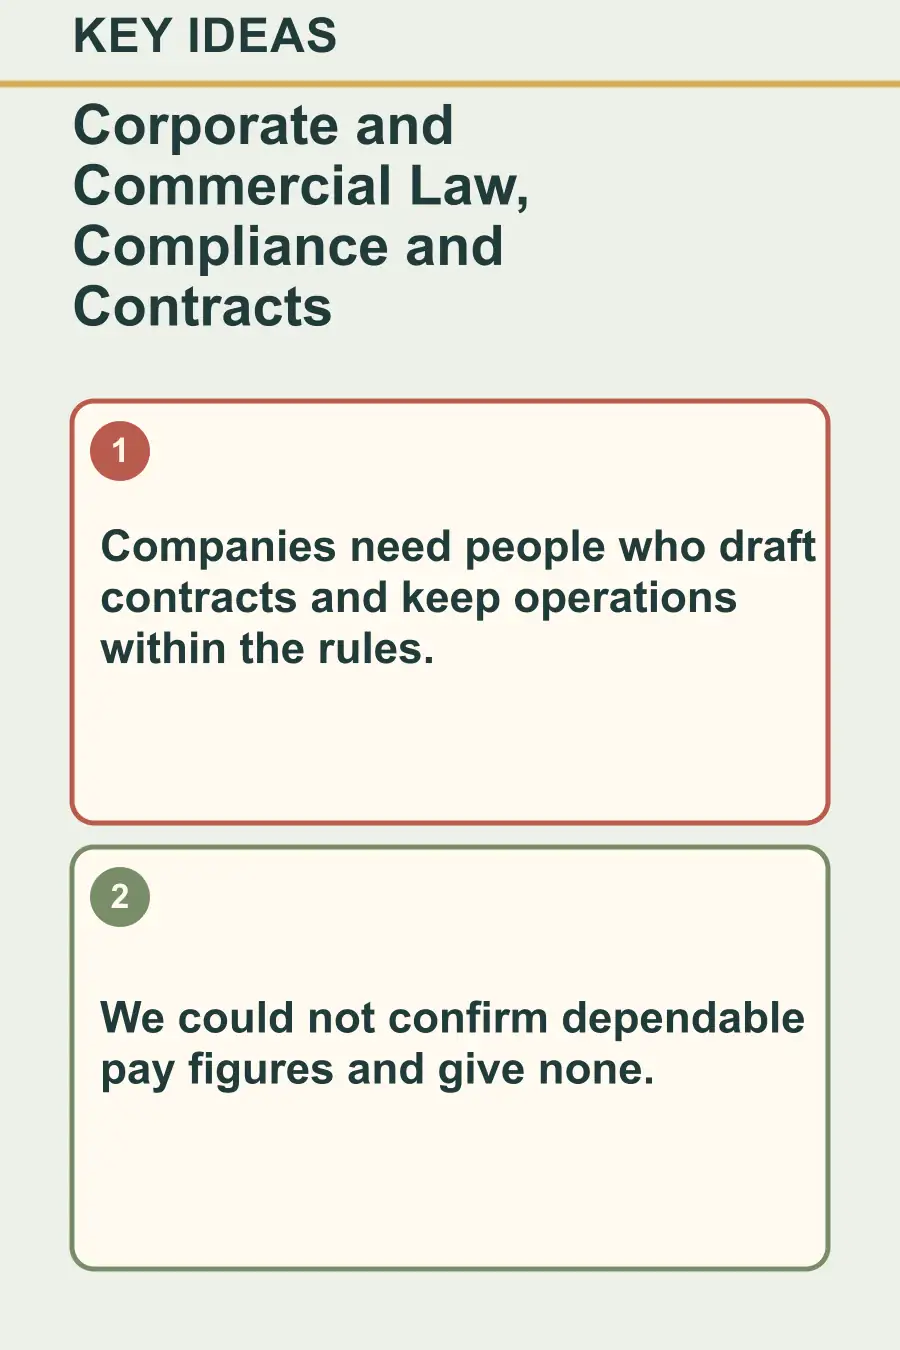 KEY IDEAS
Corporate and
Commercial Law,
Compliance and
Contracts
1
Companies need people who draft
contracts and keep operations
within the rules.
2
We could not confirm dependable
pay figures and give none.